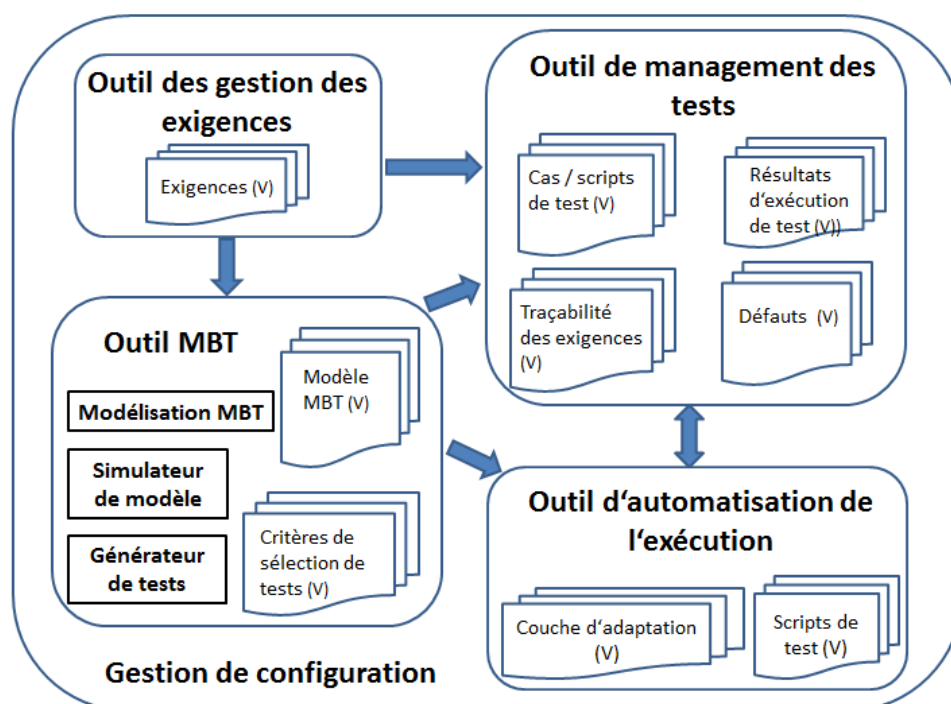 Outil des gestion des
exigences
Exigences (V)
Outil de management des
tests
Cas / scripts
de test (V)
Résultats
d‘exécution
de test (V))
Traçabilité
des exigences
(V)
Défauts (V)
Outil MBT
Modèle
MBT (V)
Modélisation MBT
Simulateur
de modèle
Générateur
de tests
Critères de
sélection de
tests (V)
Outil d‘automatisation de
l‘exécution
Couche d‘adaptation
(V)
Scripts de
test (V)
Gestion de configuration